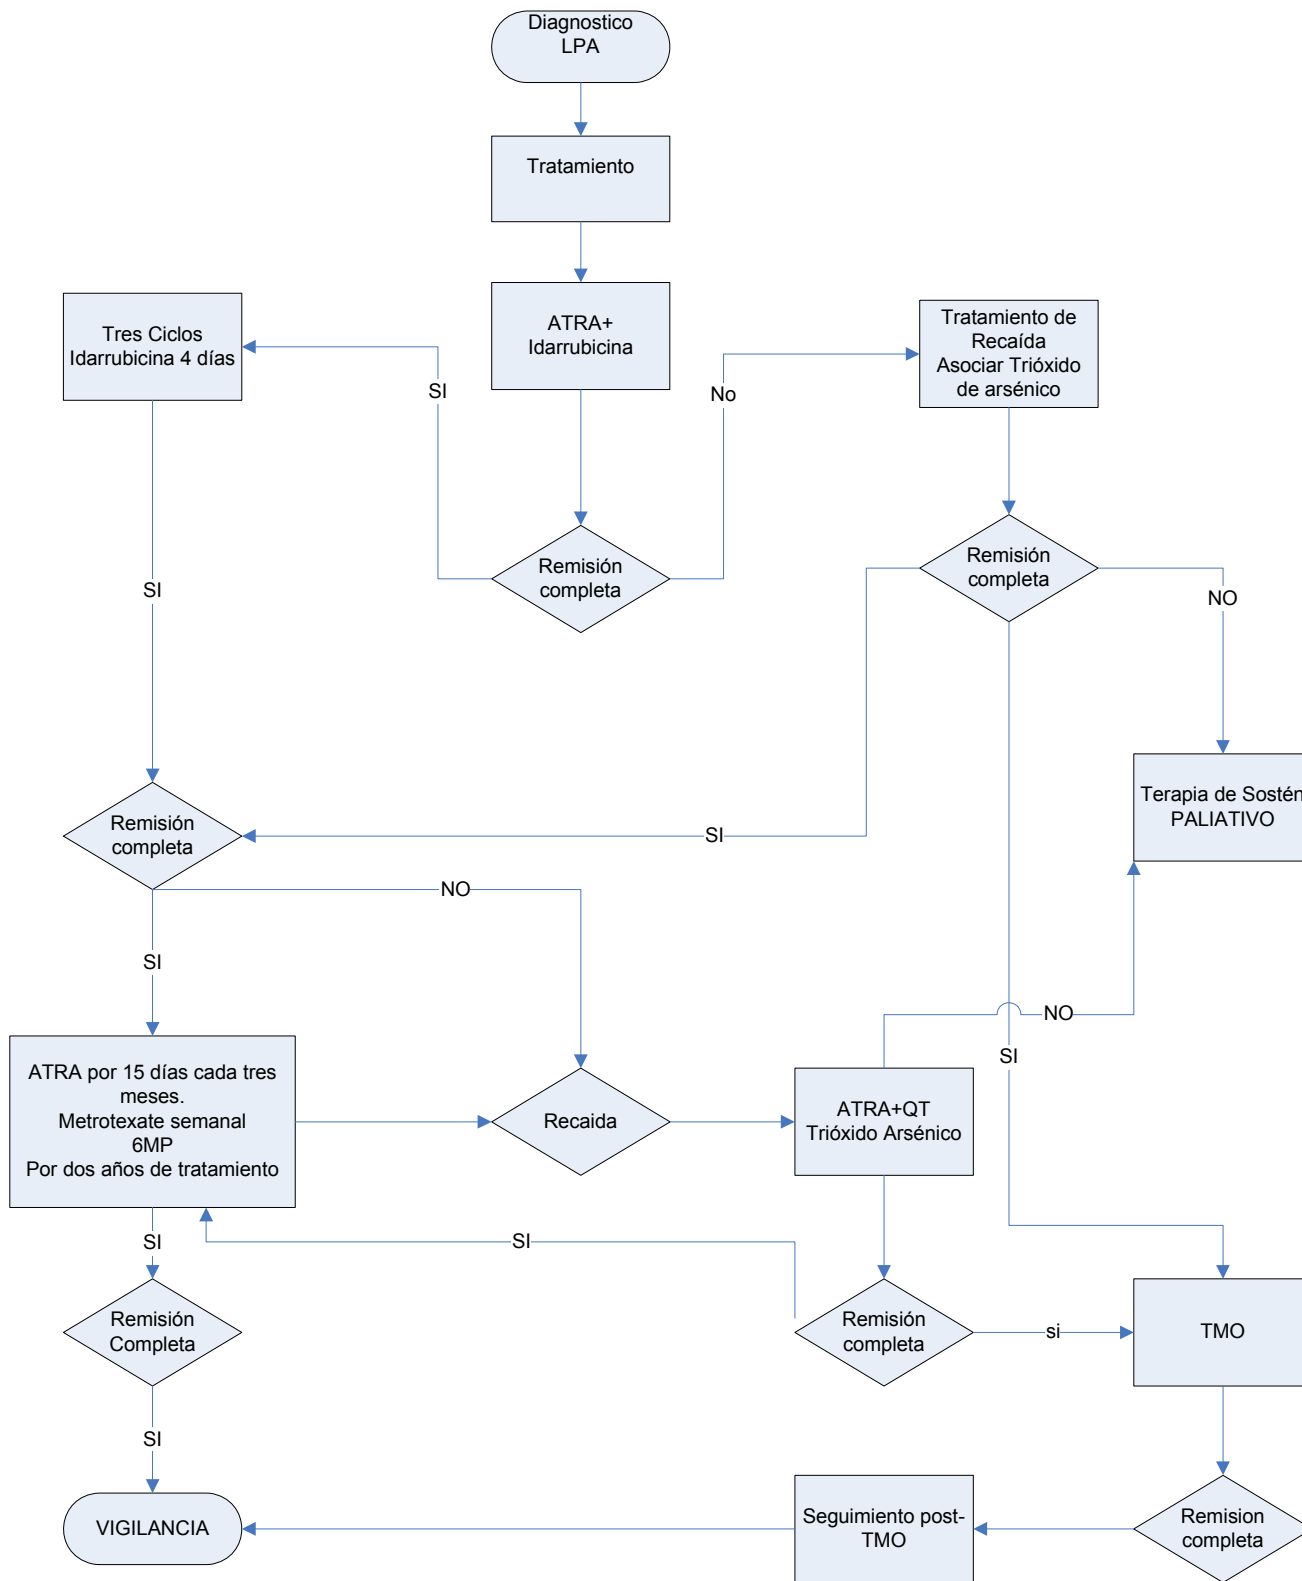 Diagnostico
LPA
Tratamiento
ATRA+
Idarrubicina
Tres Ciclos
Idarrubicina 4 días
Tratamiento de
Recaída
Asociar Trióxido
de arsénico
SI
No
Remisión
completa
Remisión
completa
SI
NO
Terapia de Sostén
PALIATIVO
Remisión
completa
SI
NO
SI
NO
SI
ATRA por 15 días cada tres
meses.
Metrotexate semanal
6MP
Por dos años de tratamiento
Recaida
ATRA+QT
Trióxido Arsénico
SI
SI
Remisión
Completa
Remisión
completa
si
TMO
SI
VIGILANCIA
Seguimiento post-
TMO
Remision
completa